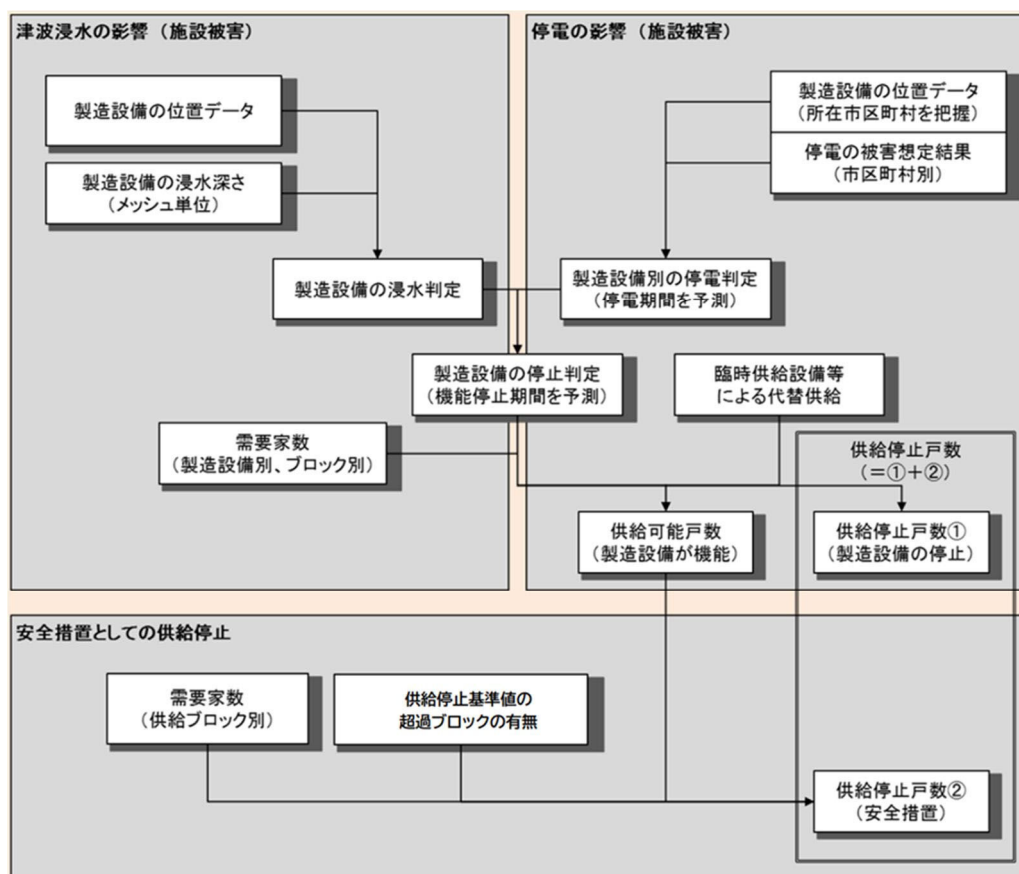 津波浸水の影響（施設被害）
製造設備の位置データ
製造設備の浸水深さ
（メッシュ単位）
製造設備の浸水判定
停電の影響（施設被害）
製造設備の位置データ
（所在市区町村を把握）
停電の被害想定結果
（市区町村別）
製造設備別の停電判定
（停電期間を予測）
製造設備の停止判定
（機能停止期間を予測）
臨時供給設備等
による代替供給
需要家数
（製造設備別、ブロック別）
供給停止戸数
（＝①＋②）
供給可能戸数
（製造設備が機能）
供給停止戸数①
（製造設備の停止）
安全措置としての供給停止
需要家数
（供給ブロック別）
供給停止基準値の
超過ブロックの有無
供給停止戸数②
（安全措置）